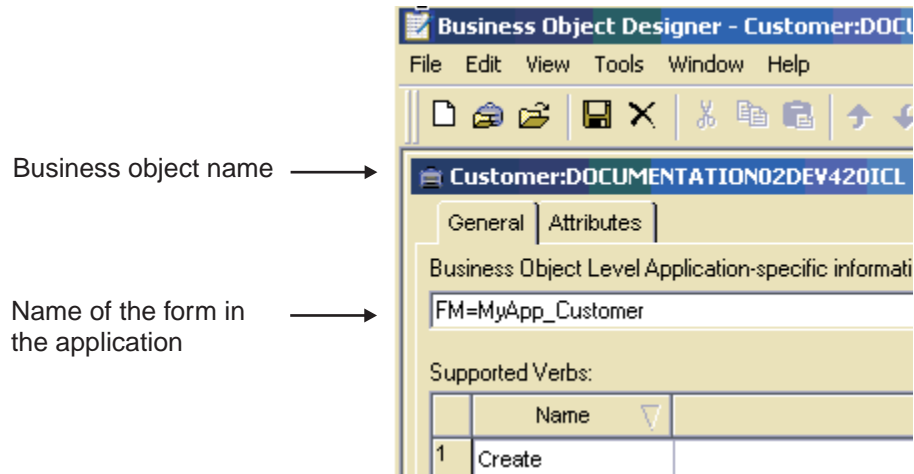 Business Object Designer - Customer:DOCU
File Edit View Tools Window Help
Business object name
Customer:DOCUMENTATION02DEV420ICL
General Attributes
Business Object Level Application-specific informati
Name of the form in
the application
FM=MyApp_Customer
Supported Verbs:
Name
1 Create